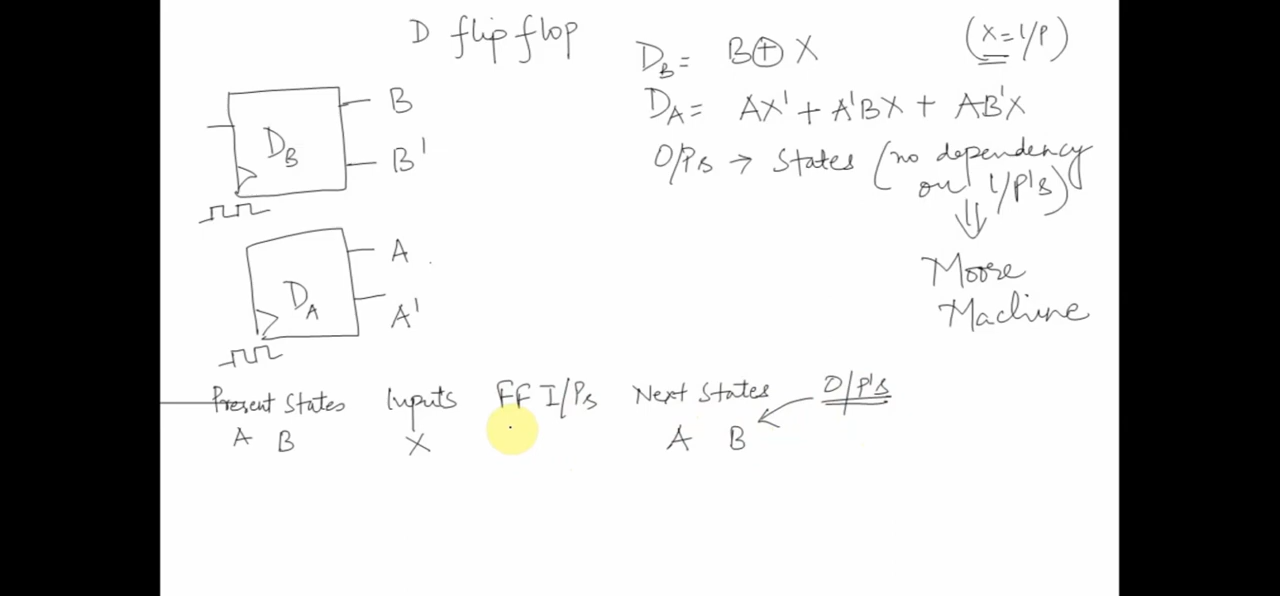 D flip flop
D_B = B ⊕ X (X = I/P)
D_A = AX' + A'BX + AB'X
O/Ps → States (no dependency
on I/P's)
⇓
Moore
Machine
D_B
B
B'
D_A
A
A'
Present States Inputs FF I/Ps Next States O/P's
A B X A B